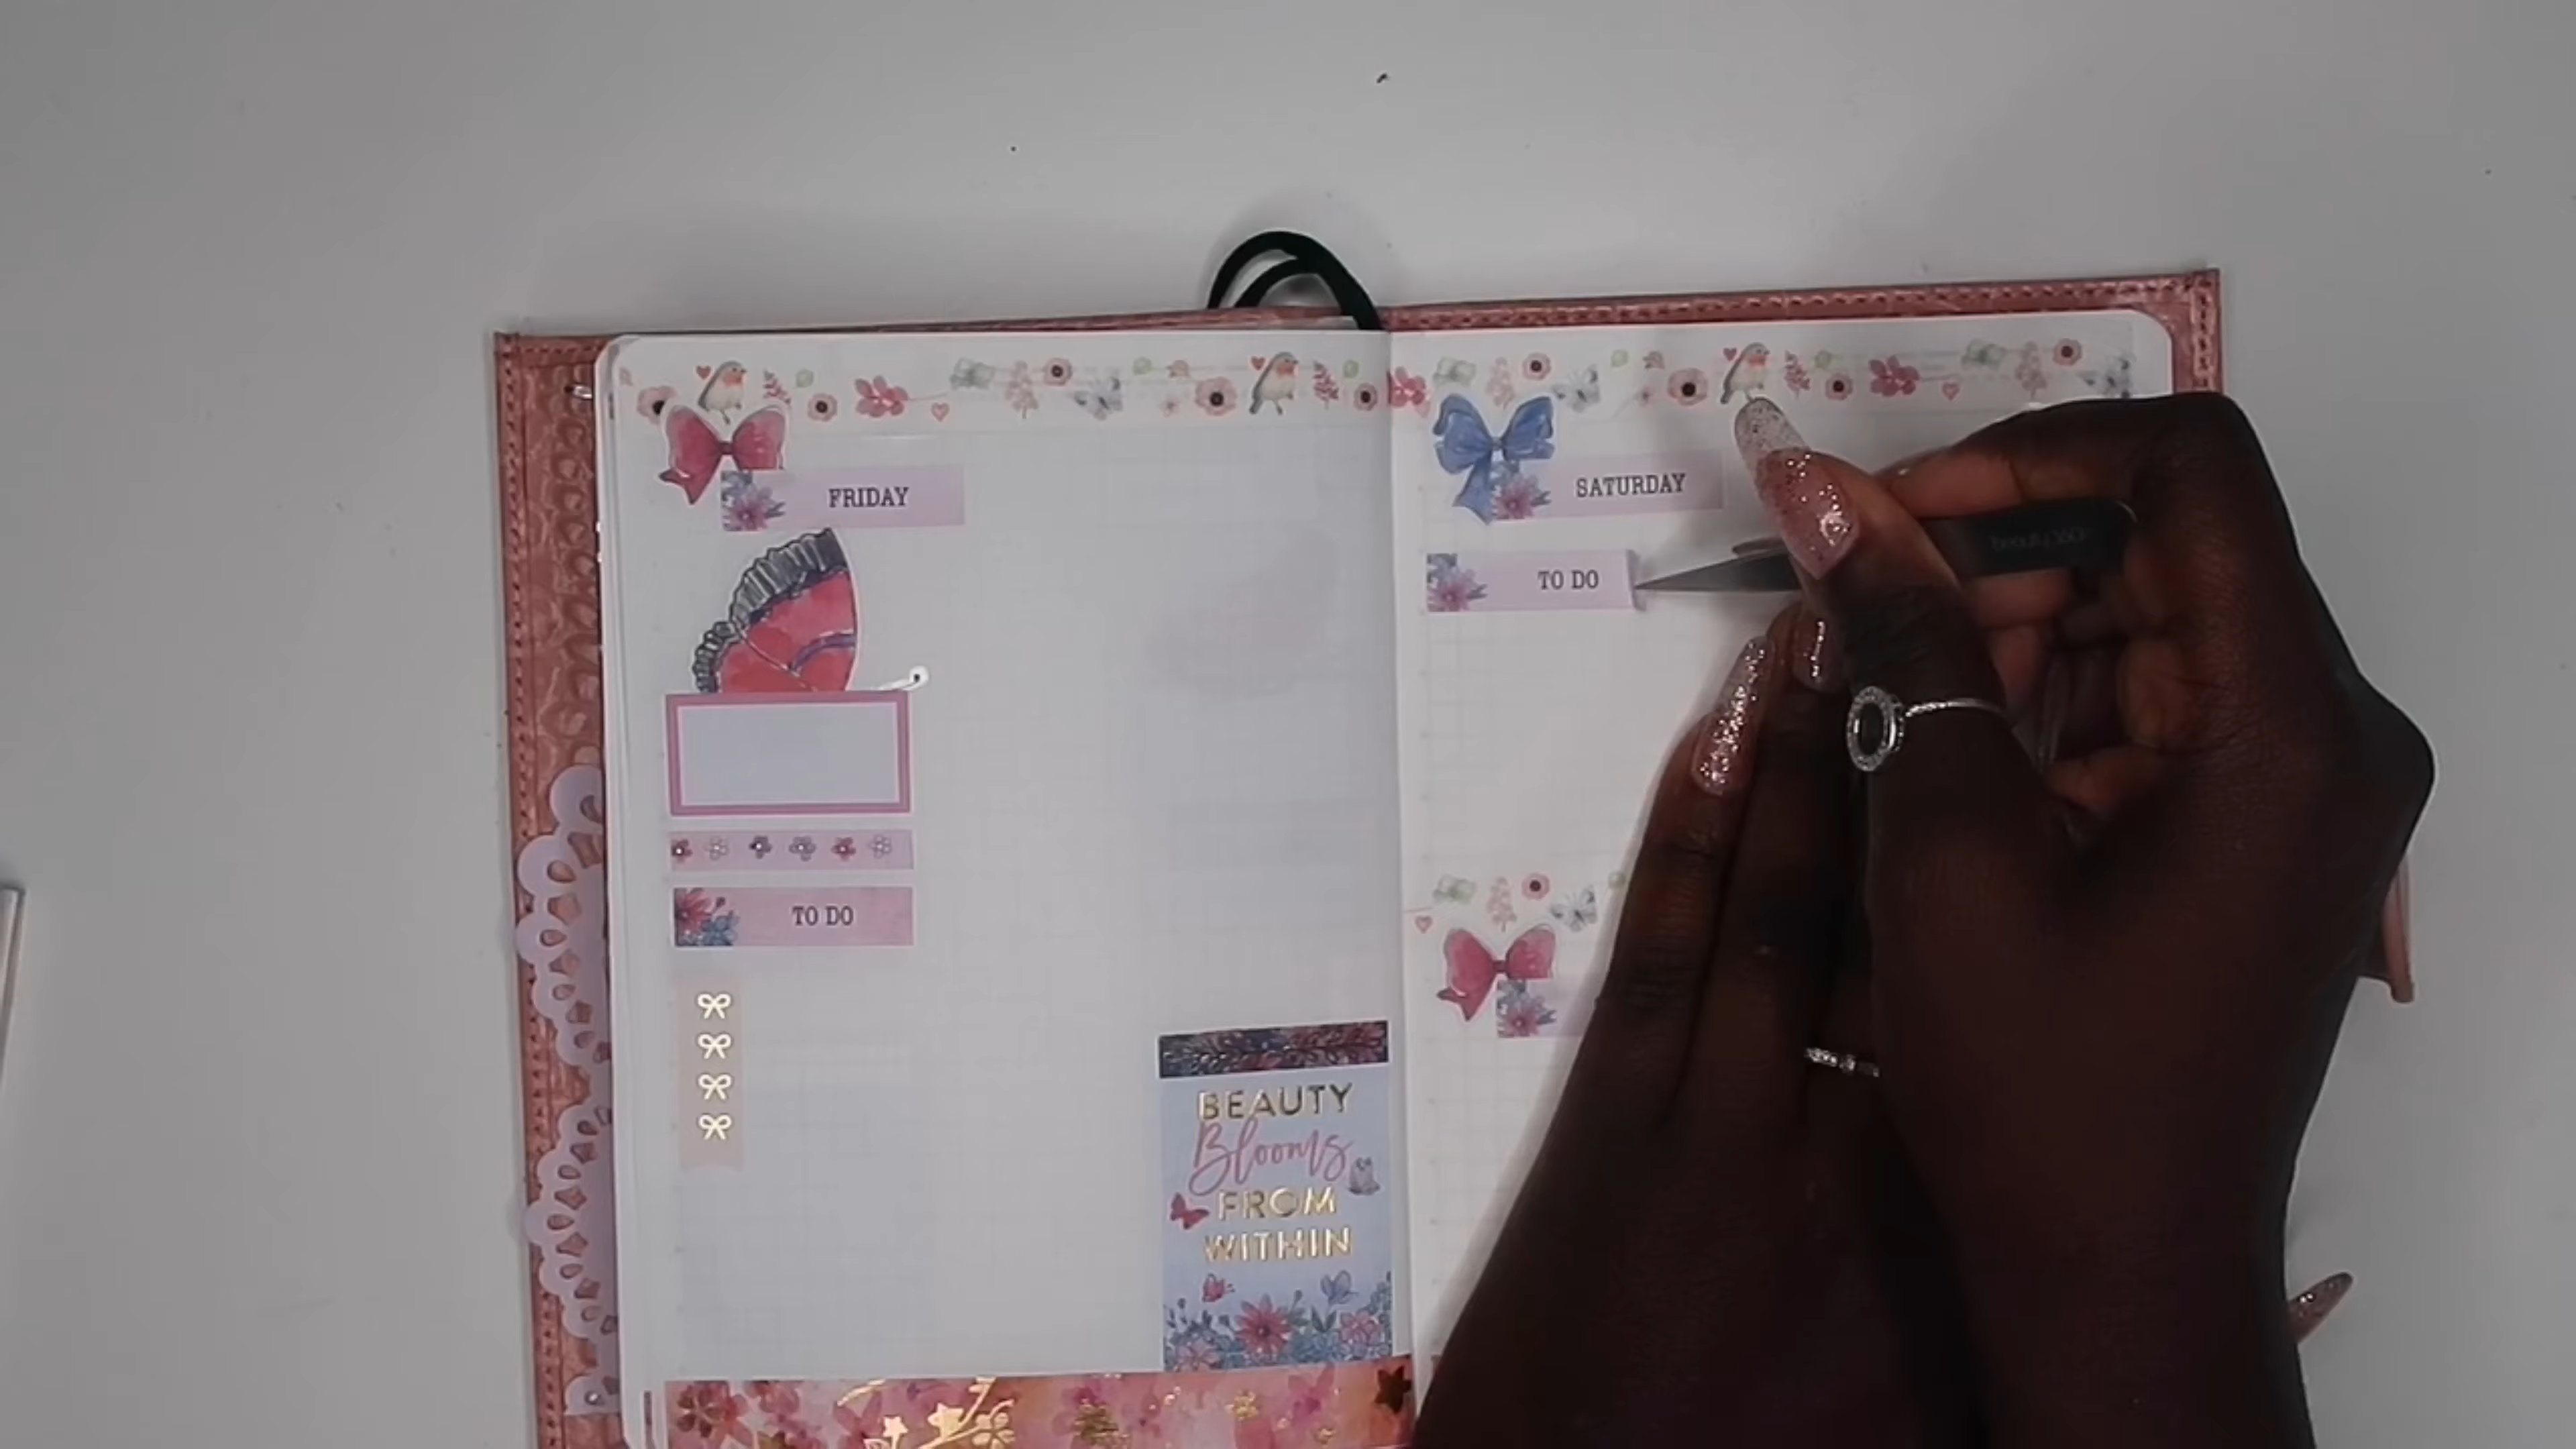 FRIDAY
TO DO
BEAUTY
Blooms
FROM
WITHIN
SATURDAY
TO DO